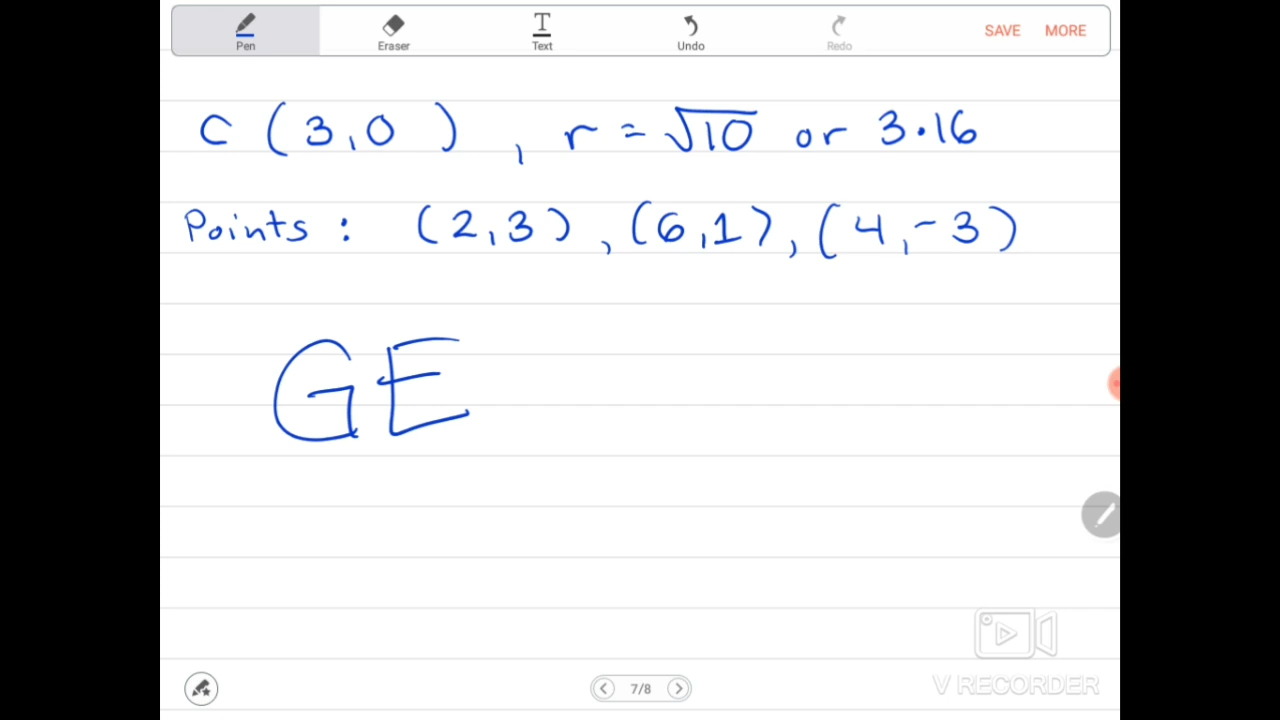 Pen Eraser Text Undo Redo SAVE MORE
C (3,0), r = √10 or 3.16
Points : (2,3), (6,1), (4,-3)
GE
7/8
V RECORDER